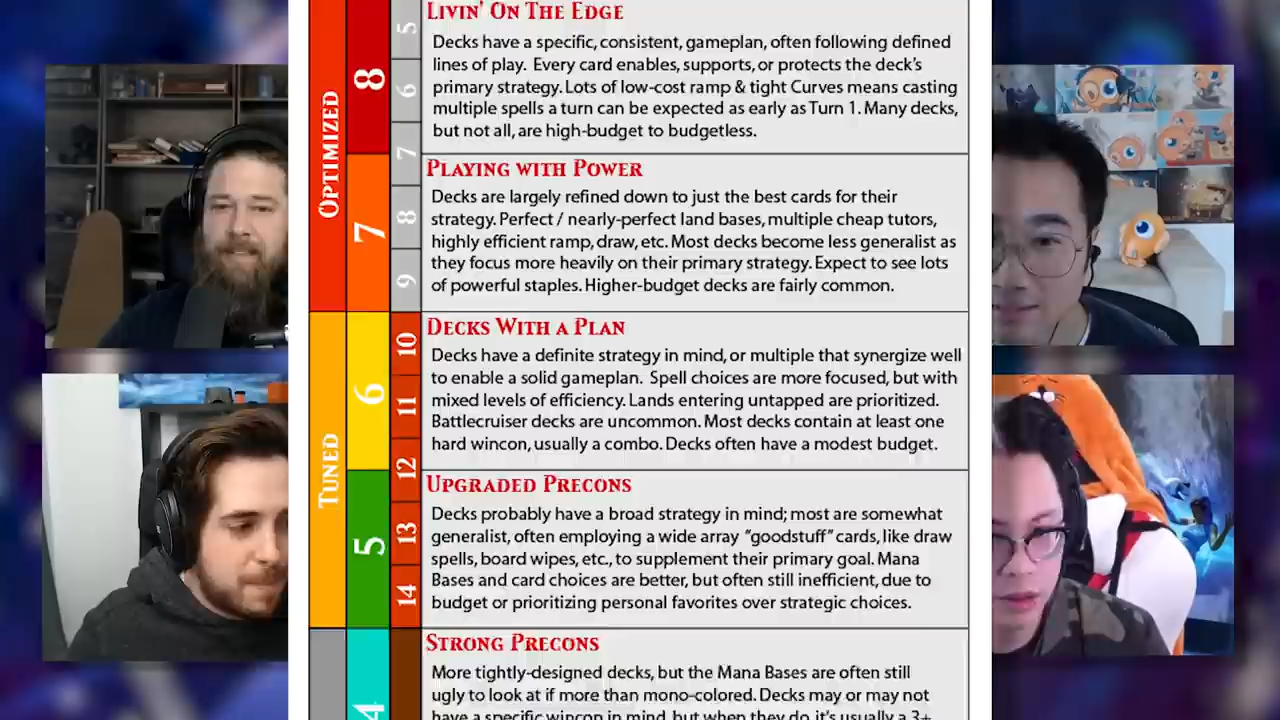 OPTIMIZED
8
5
6
7
LIVIN' ON THE EDGE
Decks have a specific, consistent, gameplan, often following defined
lines of play. Every card enables, supports, or protects the deck's
primary strategy. Lots of low-cost ramp & tight Curves means casting
multiple spells a turn can be expected as early as Turn 1. Many decks,
but not all, are high-budget to budgetless.
7
8
9
PLAYING WITH POWER
Decks are largely refined down to just the best cards for their
strategy. Perfect / nearly-perfect land bases, multiple cheap tutors,
highly efficient ramp, draw, etc. Most decks become less generalist as
they focus more heavily on their primary strategy. Expect to see lots
of powerful staples. Higher-budget decks are fairly common.
TUNED
6
10
11
12
DECKS WITH A PLAN
Decks have a definite strategy in mind, or multiple that synergize well
to enable a solid gameplan. Spell choices are more focused, but with
mixed levels of efficiency. Lands entering untapped are prioritized.
Battlecruiser decks are uncommon. Most decks contain at least one
hard wincon, usually a combo. Decks often have a modest budget.
5
13
14
UPGRADED PRECONS
Decks probably have a broad strategy in mind; most are somewhat
generalist, often employing a wide array "goodstuff" cards, like draw
spells, board wipes, etc., to supplement their primary goal. Mana
Bases and card choices are better, but often still inefficient, due to
budget or prioritizing personal favorites over strategic choices.
4
STRONG PRECONS
More tightly-designed decks, but the Mana Bases are often still
ugly to look at if more than mono-colored. Decks may or may not
have a specific wincon in mind, but when they do, it's usually a 3+